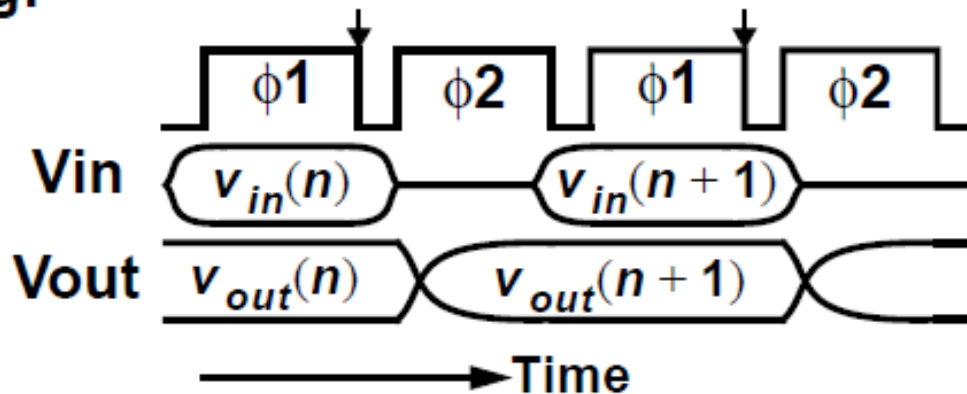 g.
ϕ1 ϕ2 ϕ1 ϕ2
Vin v_in(n) v_in(n + 1)
Vout v_out(n) v_out(n + 1)
Time